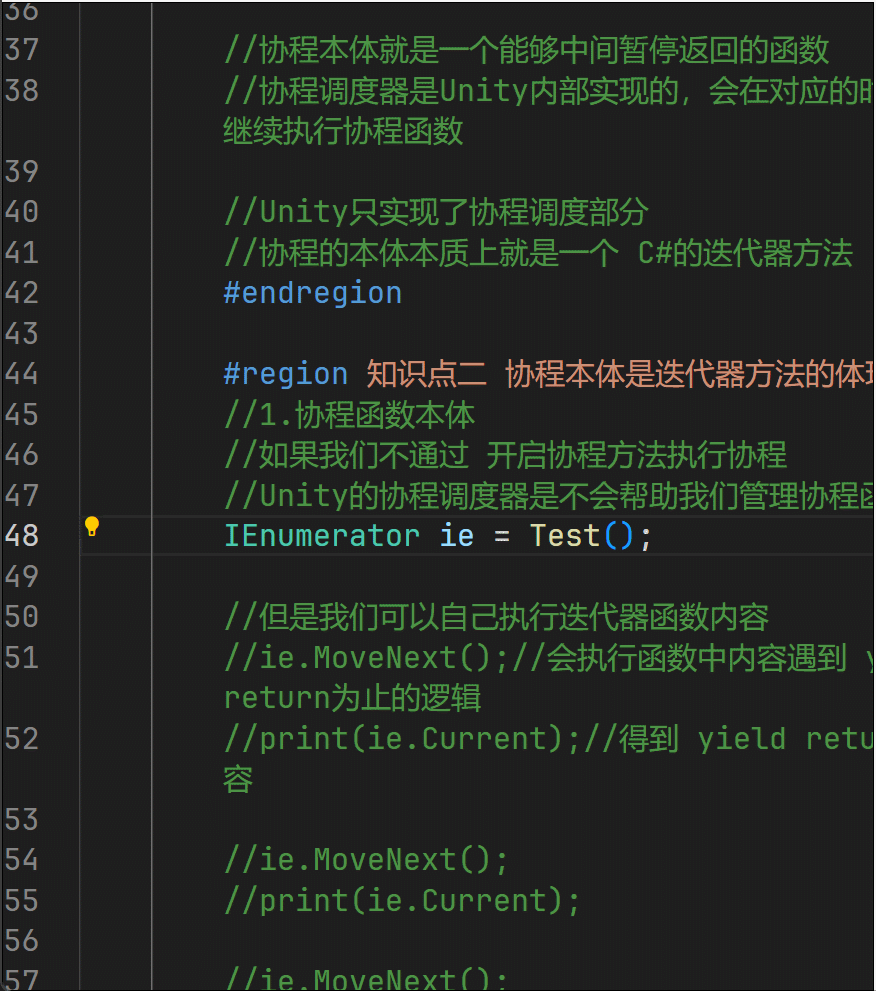 36
37 //协程本体就是一个能够中间暂停返回的函数
38 //协程调度器是Unity内部实现的，会在对应的时
继续执行协程函数
39
40 //Unity只实现了协程调度部分
41 //协程的本体本质上就是一个 C#的迭代器方法
42 #endregion
43
44 #region 知识点二 协程本体是迭代器方法的体现
45 //1.协程函数本体
46 //如果我们不通过 开启协程方法执行协程
47 //Unity的协程调度器是不会帮助我们管理协程函
48 IEnumerator ie = Test();
49
50 //但是我们可以自己执行迭代器函数内容
51 //ie.MoveNext();//会执行函数中内容遇到 y
return为止的逻辑
52 //print(ie.Current);//得到 yield retu
容
53
54 //ie.MoveNext();
55 //print(ie.Current);
56
57 //ie.MoveNext();